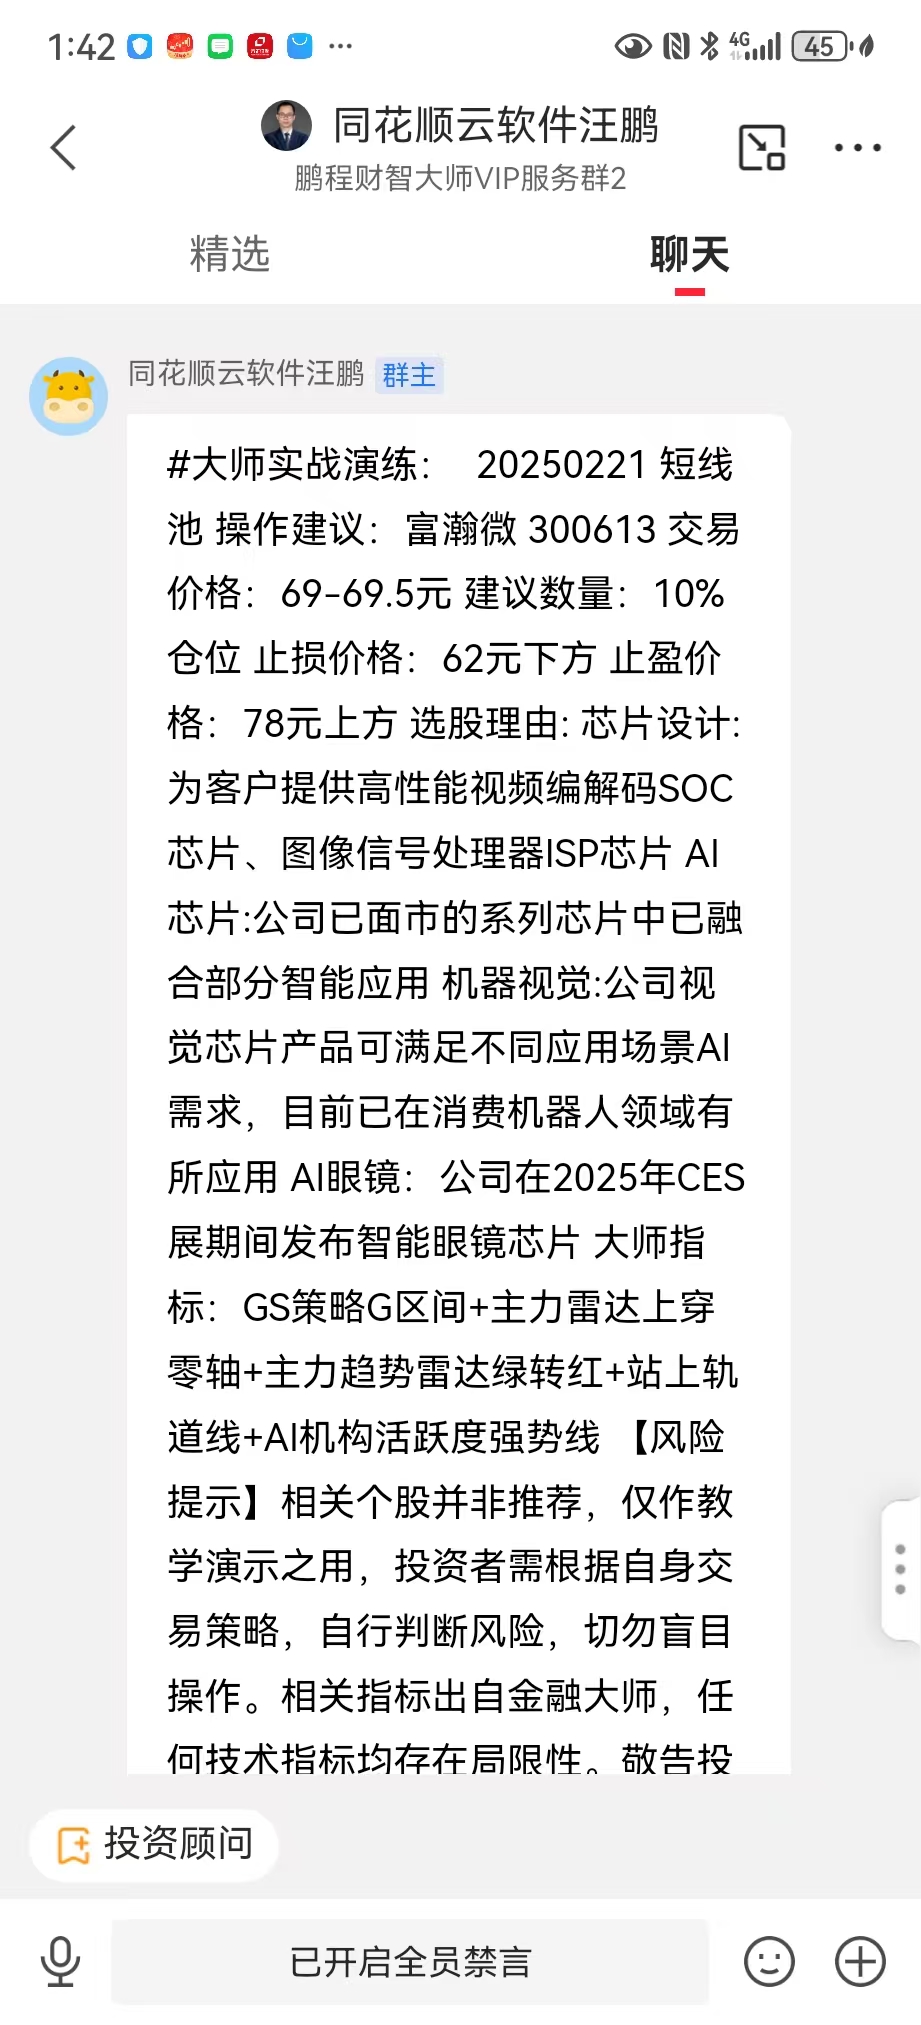 1:42
4G
45
同花顺云软件汪鹏
鹏程财智大师VIP服务群2
精选
聊天
同花顺云软件汪鹏 群主
#大师实战演练： 20250221 短线
池 操作建议：富瀚微 300613 交易
价格：69-69.5元 建议数量：10%
仓位 止损价格：62元下方 止盈价
格：78元上方 选股理由: 芯片设计:
为客户提供高性能视频编解码SOC
芯片、图像信号处理器ISP芯片 AI
芯片:公司已面市的系列芯片中已融
合部分智能应用 机器视觉:公司视
觉芯片产品可满足不同应用场景AI
需求，目前已在消费机器人领域有
所应用 AI眼镜：公司在2025年CES
展期间发布智能眼镜芯片 大师指
标：GS策略G区间+主力雷达上穿
零轴+主力趋势雷达绿转红+站上轨
道线+AI机构活跃度强势线 【风险
提示】相关个股并非推荐，仅作教
学演示之用，投资者需根据自身交
易策略，自行判断风险，切勿盲目
操作。相关指标出自金融大师，任
何技术指标均存在局限性。敬告投
投资顾问
已开启全员禁言